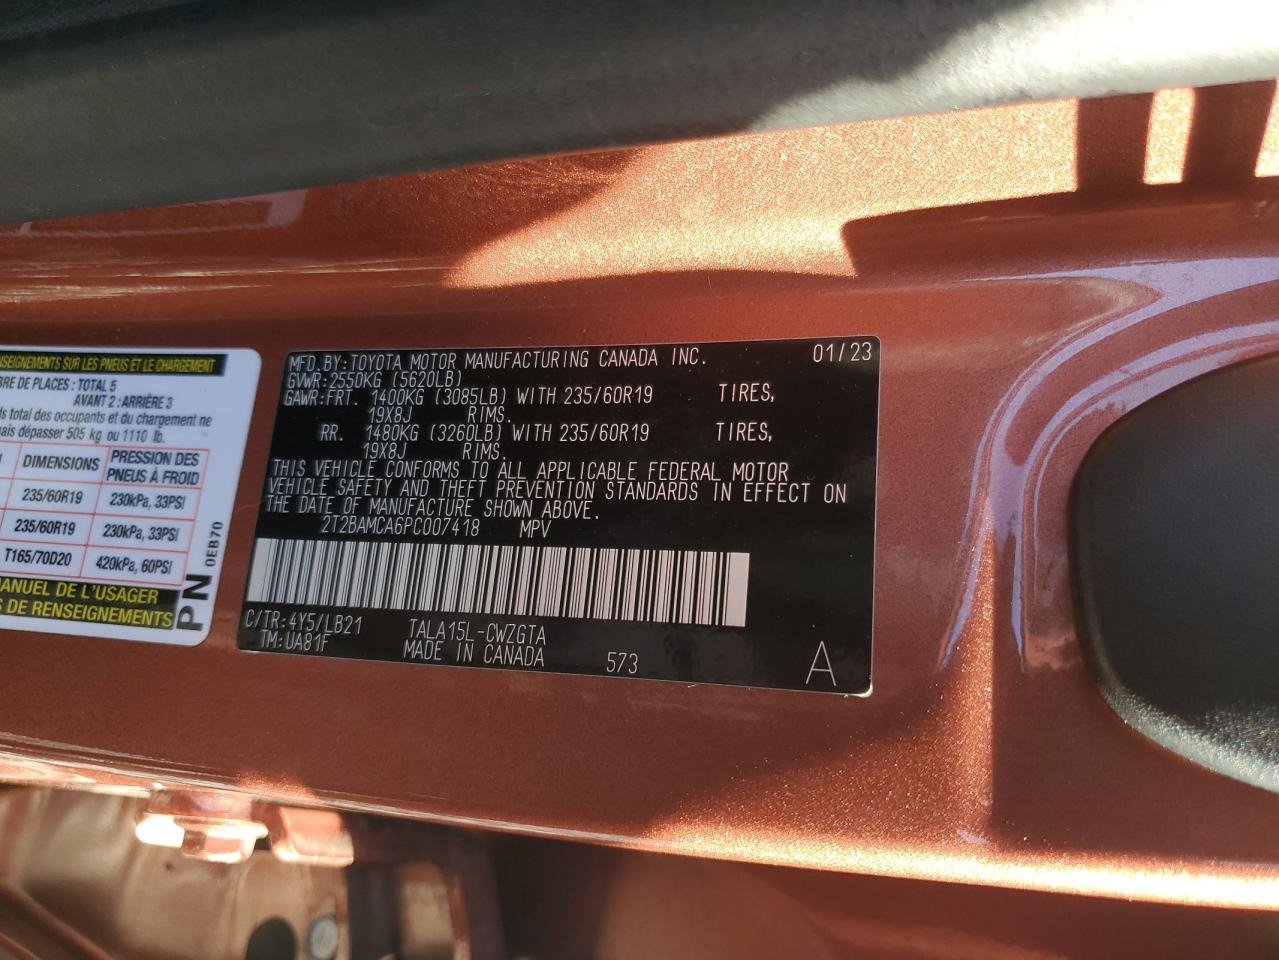 NSEIGNEMENTS SUR LES PNEUS ET LE CHARGEMENT
BRE DE PLACES : TOTAL 5
AVANT 2 : ARRIÈRE 3
ds total des occupants et du chargement ne
mais dépasser 505 kg ou 1110 lb.
DIMENSIONS PRESSION DES PNEUS À FROID
235/60R19 230kPa, 33PSI
235/60R19 230kPa, 33PSI
T165/70D20 420kPa, 60PSI
ANUEL DE L'USAGER
S DE RENSEIGNEMENTS
PN 0EB70
MFD.BY:TOYOTA MOTOR MANUFACTURING CANADA INC. 01/23
GVWR:2550KG (5620LB)
GAWR:FRT. 1400KG (3085LB) WITH 235/60R19 TIRES,
19X8J RIMS.
RR. 1480KG (3260LB) WITH 235/60R19 TIRES,
19X8J RIMS.
THIS VEHICLE CONFORMS TO ALL APPLICABLE FEDERAL MOTOR
VEHICLE SAFETY AND THEFT PREVENTION STANDARDS IN EFFECT ON
THE DATE OF MANUFACTURE SHOWN ABOVE.
2T2BAMCA6PC007418 MPV
C/TR:4Y5/LB21 TALA15L-CWZGTA
TM:UA81F MADE IN CANADA 573 A